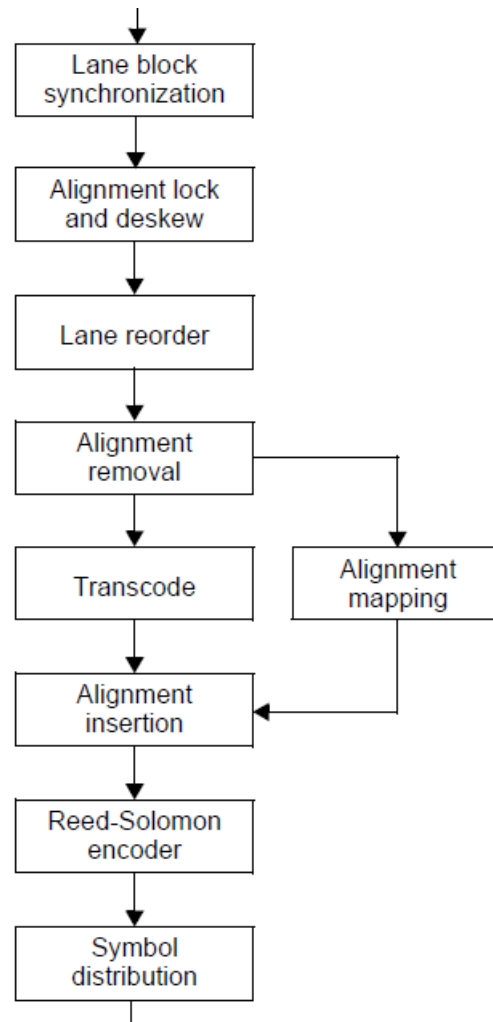 Lane block
synchronization
Alignment lock
and deskew
Lane reorder
Alignment
removal
Transcode
Alignment
mapping
Alignment
insertion
Reed-Solomon
encoder
Symbol
distribution